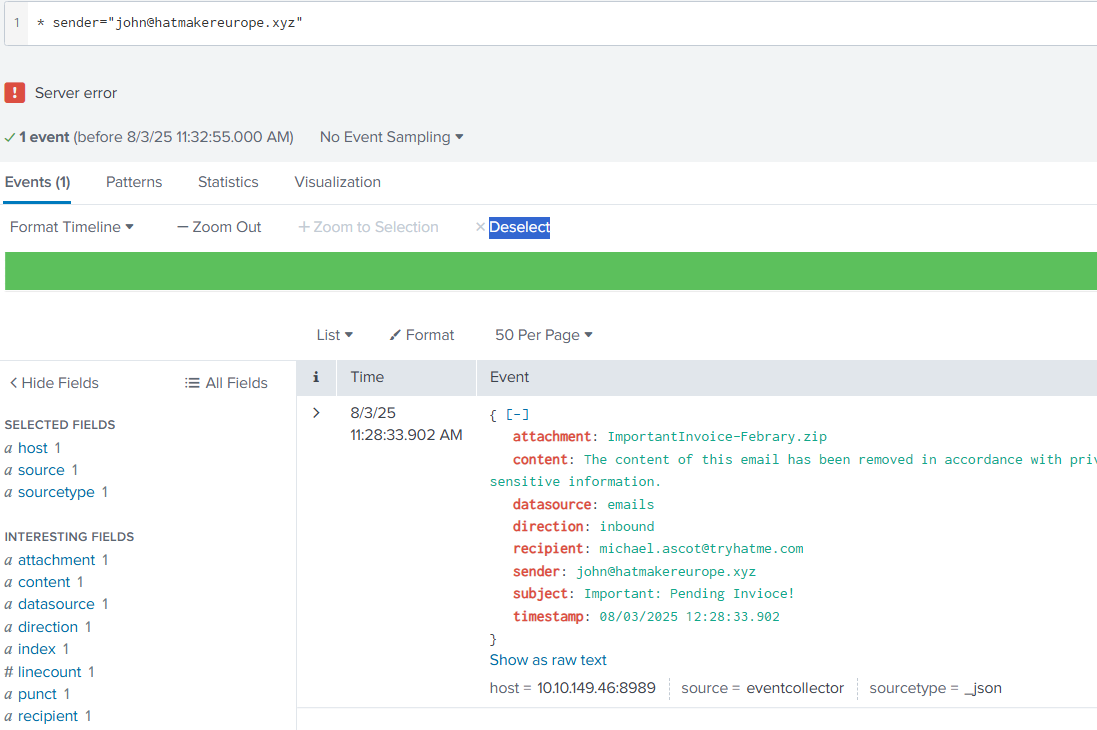 1 * sender="john@hatmakereurope.xyz"
! Server error
✓ 1 event (before 8/3/25 11:32:55.000 AM) No Event Sampling ▾
Events (1) Patterns Statistics Visualization
Format Timeline ▾ — Zoom Out + Zoom to Selection × Deselect
List ▾ Format 50 Per Page ▾
< Hide Fields All Fields i Time Event
SELECTED FIELDS
a host 1
a source 1
a sourcetype 1
INTERESTING FIELDS
a attachment 1
a content 1
a datasource 1
a direction 1
a index 1
# linecount 1
a punct 1
a recipient 1
> 8/3/25
11:28:33.902 AM
{ [-]
attachment: ImportantInvoice-Febrary.zip
content: The content of this email has been removed in accordance with priv
sensitive information.
datasource: emails
direction: inbound
recipient: michael.ascot@tryhatme.com
sender: john@hatmakereurope.xyz
subject: Important: Pending Invioce!
timestamp: 08/03/2025 12:28:33.902
}
Show as raw text
host = 10.10.149.46:8989 source = eventcollector sourcetype = _json